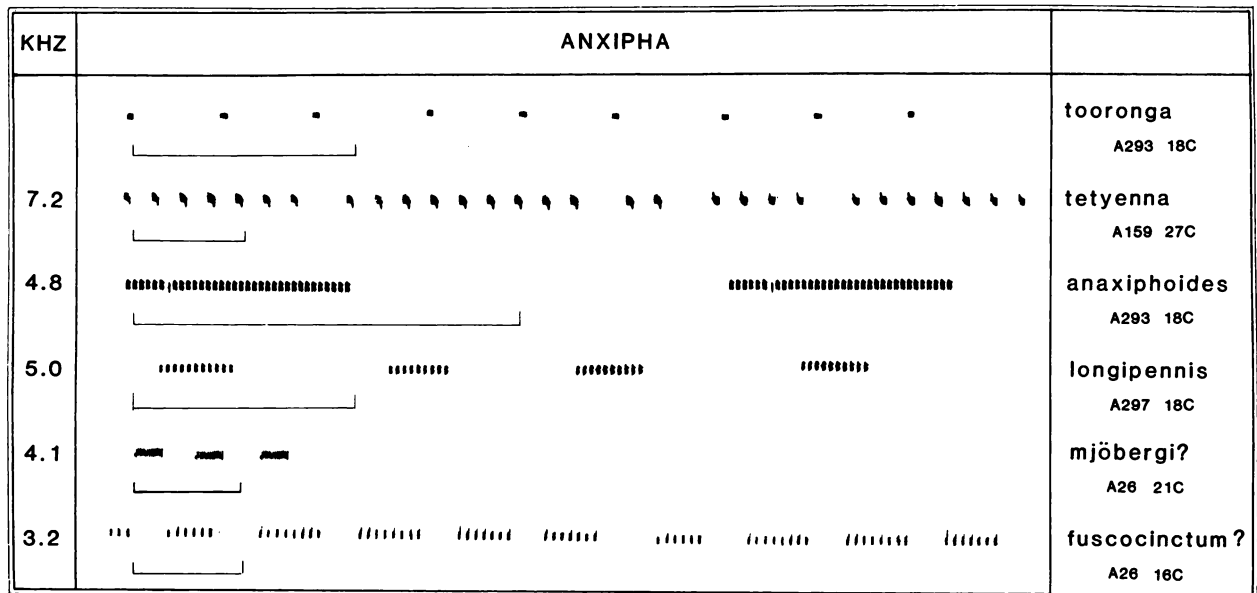 KHZ ANXIPHA
tooronga
A293 18C
7.2 tetyenna
A159 27C
4.8 anaxiphoides
A293 18C
5.0 longipennis
A297 18C
4.1 mjöbergi?
A26 21C
3.2 fuscocinctum?
A26 16C